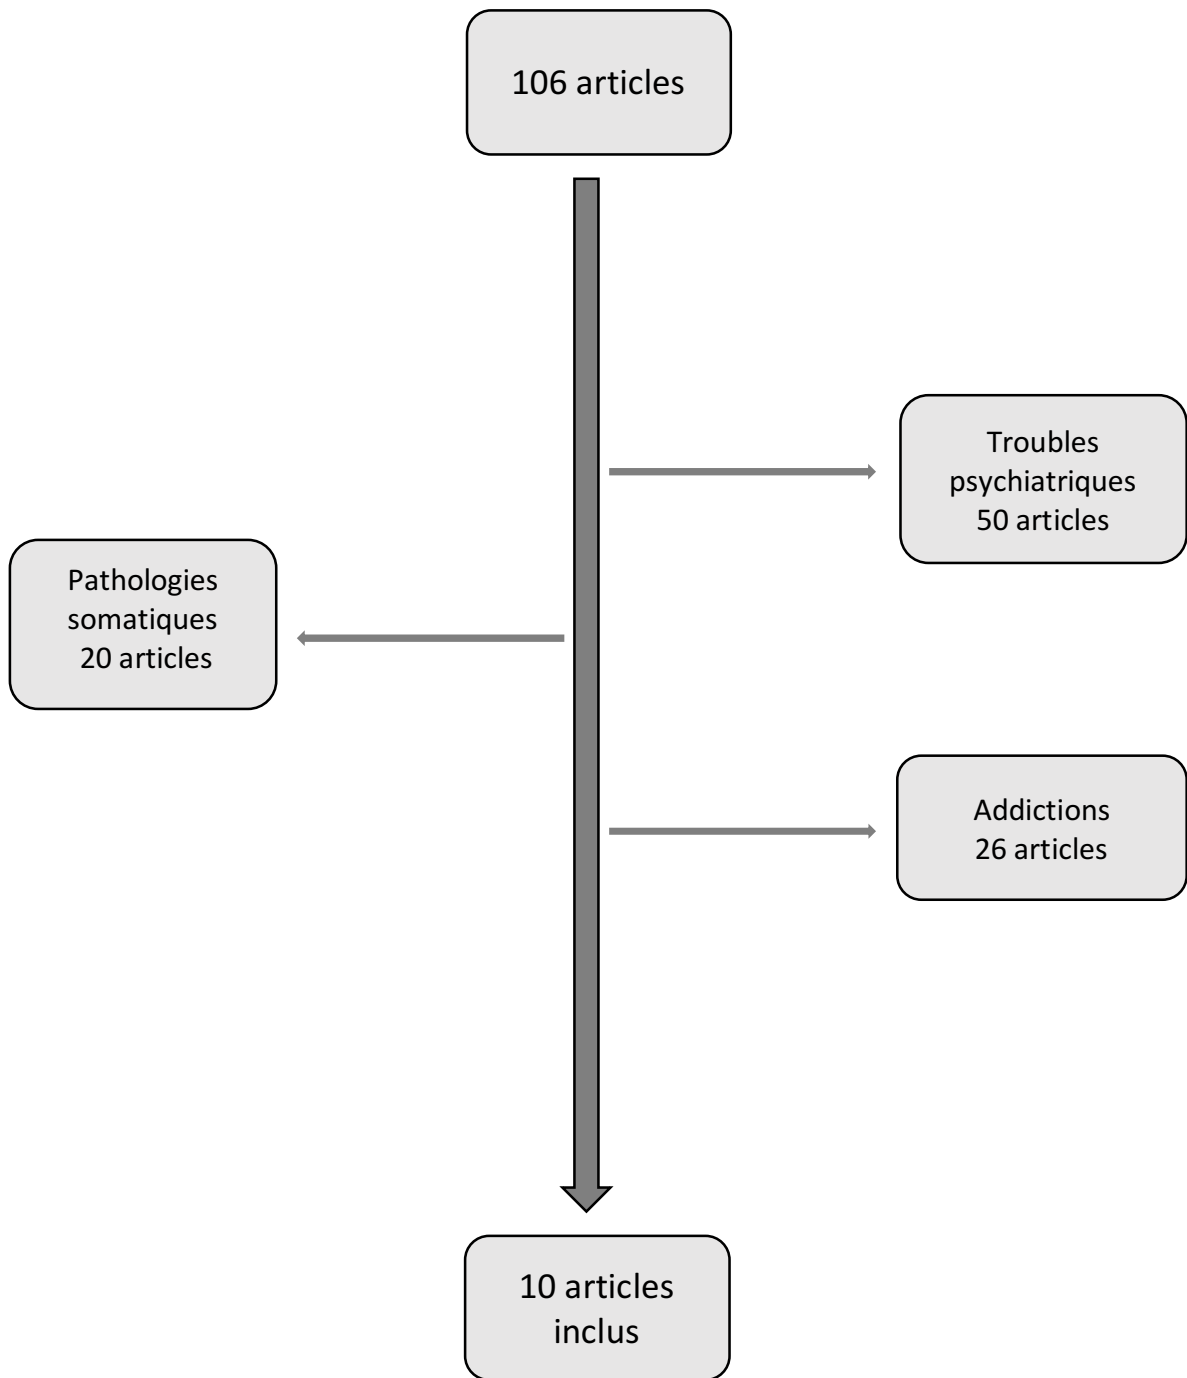 106 articles
Troubles
psychiatriques
50 articles
Pathologies
somatiques
20 articles
Addictions
26 articles
10 articles
inclus